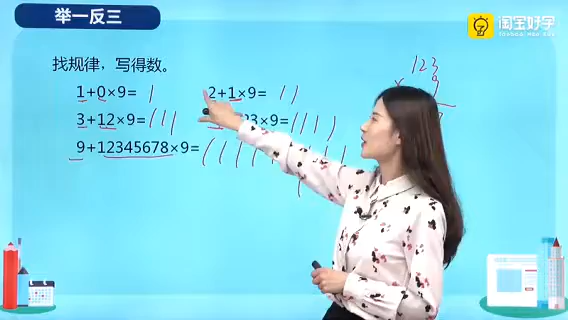 举一反三
淘宝好学
找规律，写得数。
1+0×9= 1
2+1×9= 11
3+12×9= 111
23×9= 1111
9+12345678×9=
123
9